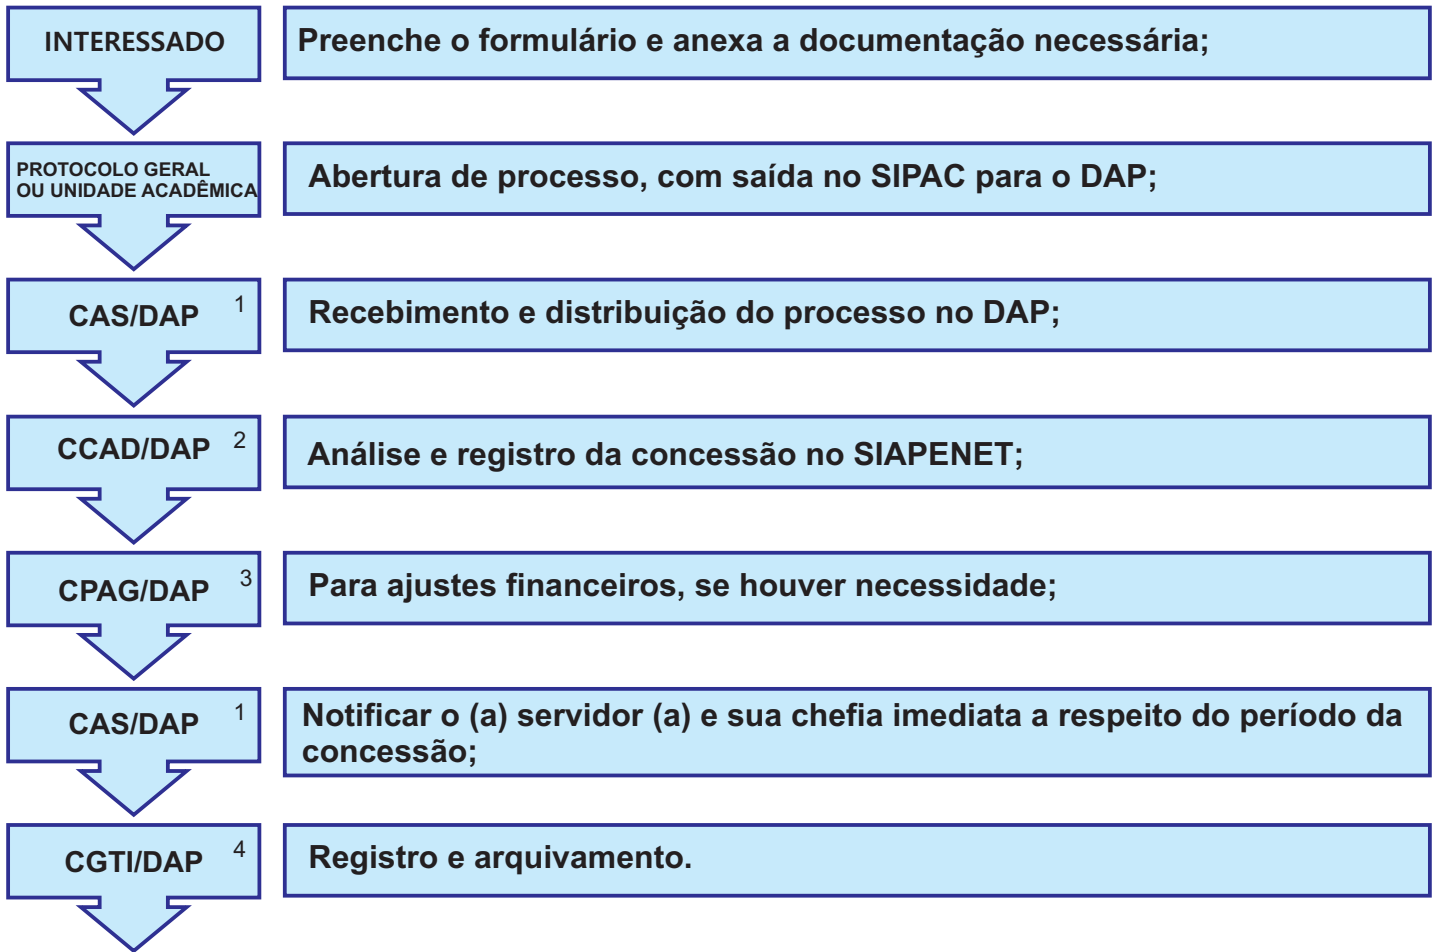 INTERESSADO
Preenche o formulário e anexa a documentação necessária;
PROTOCOLO GERAL
OU UNIDADE ACADÊMICA
Abertura de processo, com saída no SIPAC para o DAP;
CAS/DAP 1
Recebimento e distribuição do processo no DAP;
CCAD/DAP 2
Análise e registro da concessão no SIAPENET;
CPAG/DAP 3
Para ajustes financeiros, se houver necessidade;
CAS/DAP 1
Notificar o (a) servidor (a) e sua chefia imediata a respeito do período da
concessão;
CGTI/DAP 4
Registro e arquivamento.